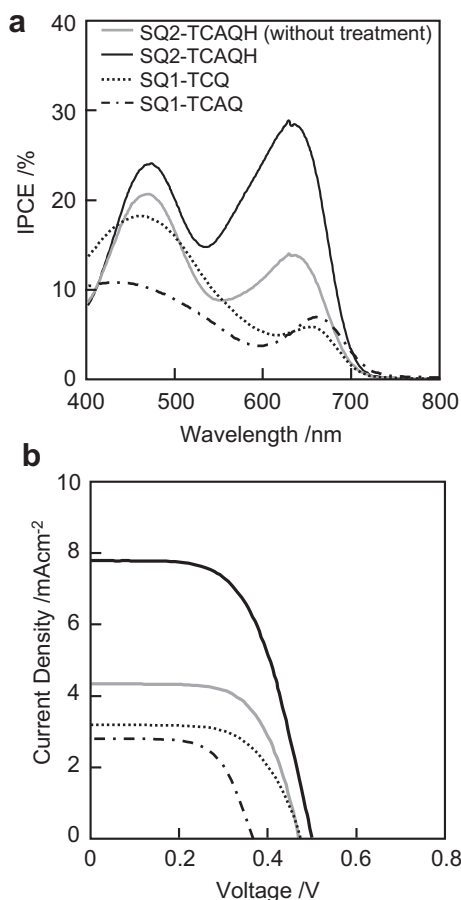 a
40
30
20
10
0
IPCE /%
SQ2-TCAQH (without treatment)
SQ2-TCAQH
SQ1-TCQ
SQ1-TCAQ
400 500 600 700 800
Wavelength /nm
b
10
8
6
4
2
0
Current Density /mAcm-2
0 0.2 0.4 0.6 0.8
Voltage /V